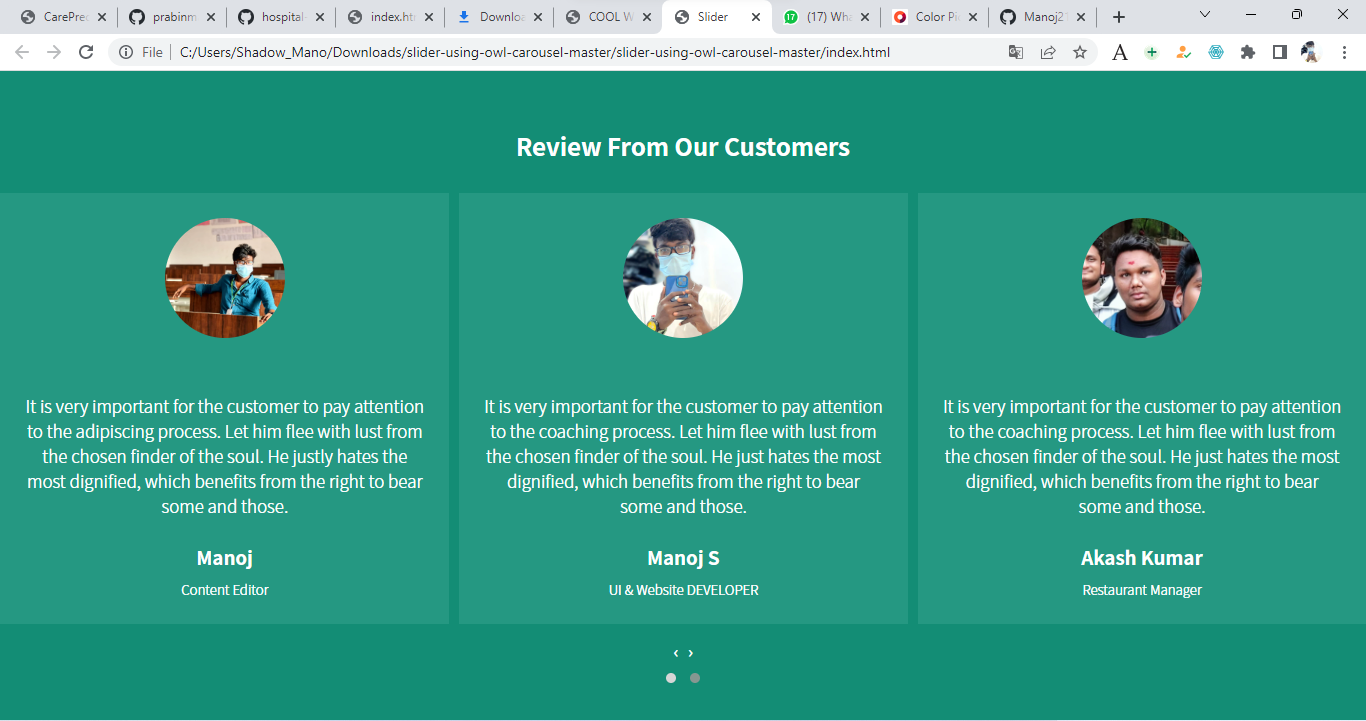 CarePre
prabinm
hospital-
index.ht
Downloa
COOL W
Slider
17
(17) Wha
Color Pi
Manoj21
File
C:/Users/Shadow_Mano/Downloads/slider-using-owl-carousel-master/slider-using-owl-carousel-master/index.html
A
Review From Our Customers
It is very important for the customer to pay attention
to the adipiscing process. Let him flee with lust from
the chosen finder of the soul. He justly hates the
most dignified, which benefits from the right to bear
some and those.
Manoj
Content Editor
It is very important for the customer to pay attention
to the coaching process. Let him flee with lust from
the chosen finder of the soul. He just hates the most
dignified, which benefits from the right to bear
some and those.
Manoj S
UI & Website DEVELOPER
It is very important for the customer to pay attention
to the coaching process. Let him flee with lust from
the chosen finder of the soul. He just hates the most
dignified, which benefits from the right to bear
some and those.
Akash Kumar
Restaurant Manager
‹ ›